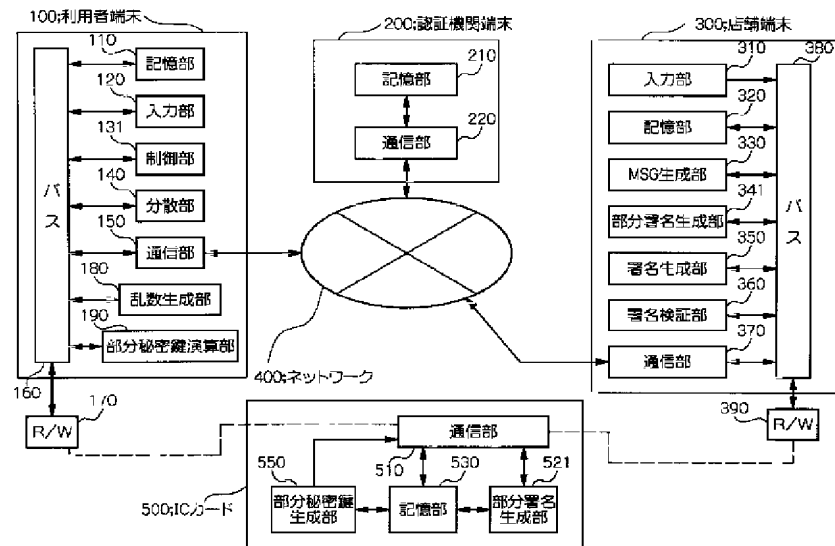 100;利用者端末
110
記憶部
120
入力部
131
制御部
140
分散部
150
通信部
180
乱数生成部
190
部分秘密鍵演算部
バス
160
170
R/W
200;認証機関端末
記憶部
210
通信部
220
400;ネットワーク
300;店舗端末
380
310
入力部
320
記憶部
330
MSG生成部
341
部分署名生成部
350
署名生成部
360
署名検証部
370
通信部
バス
390
R/W
通信部
510
550
530
521
部分秘密鍵
生成部
記憶部
部分署名
生成部
500;ICカード